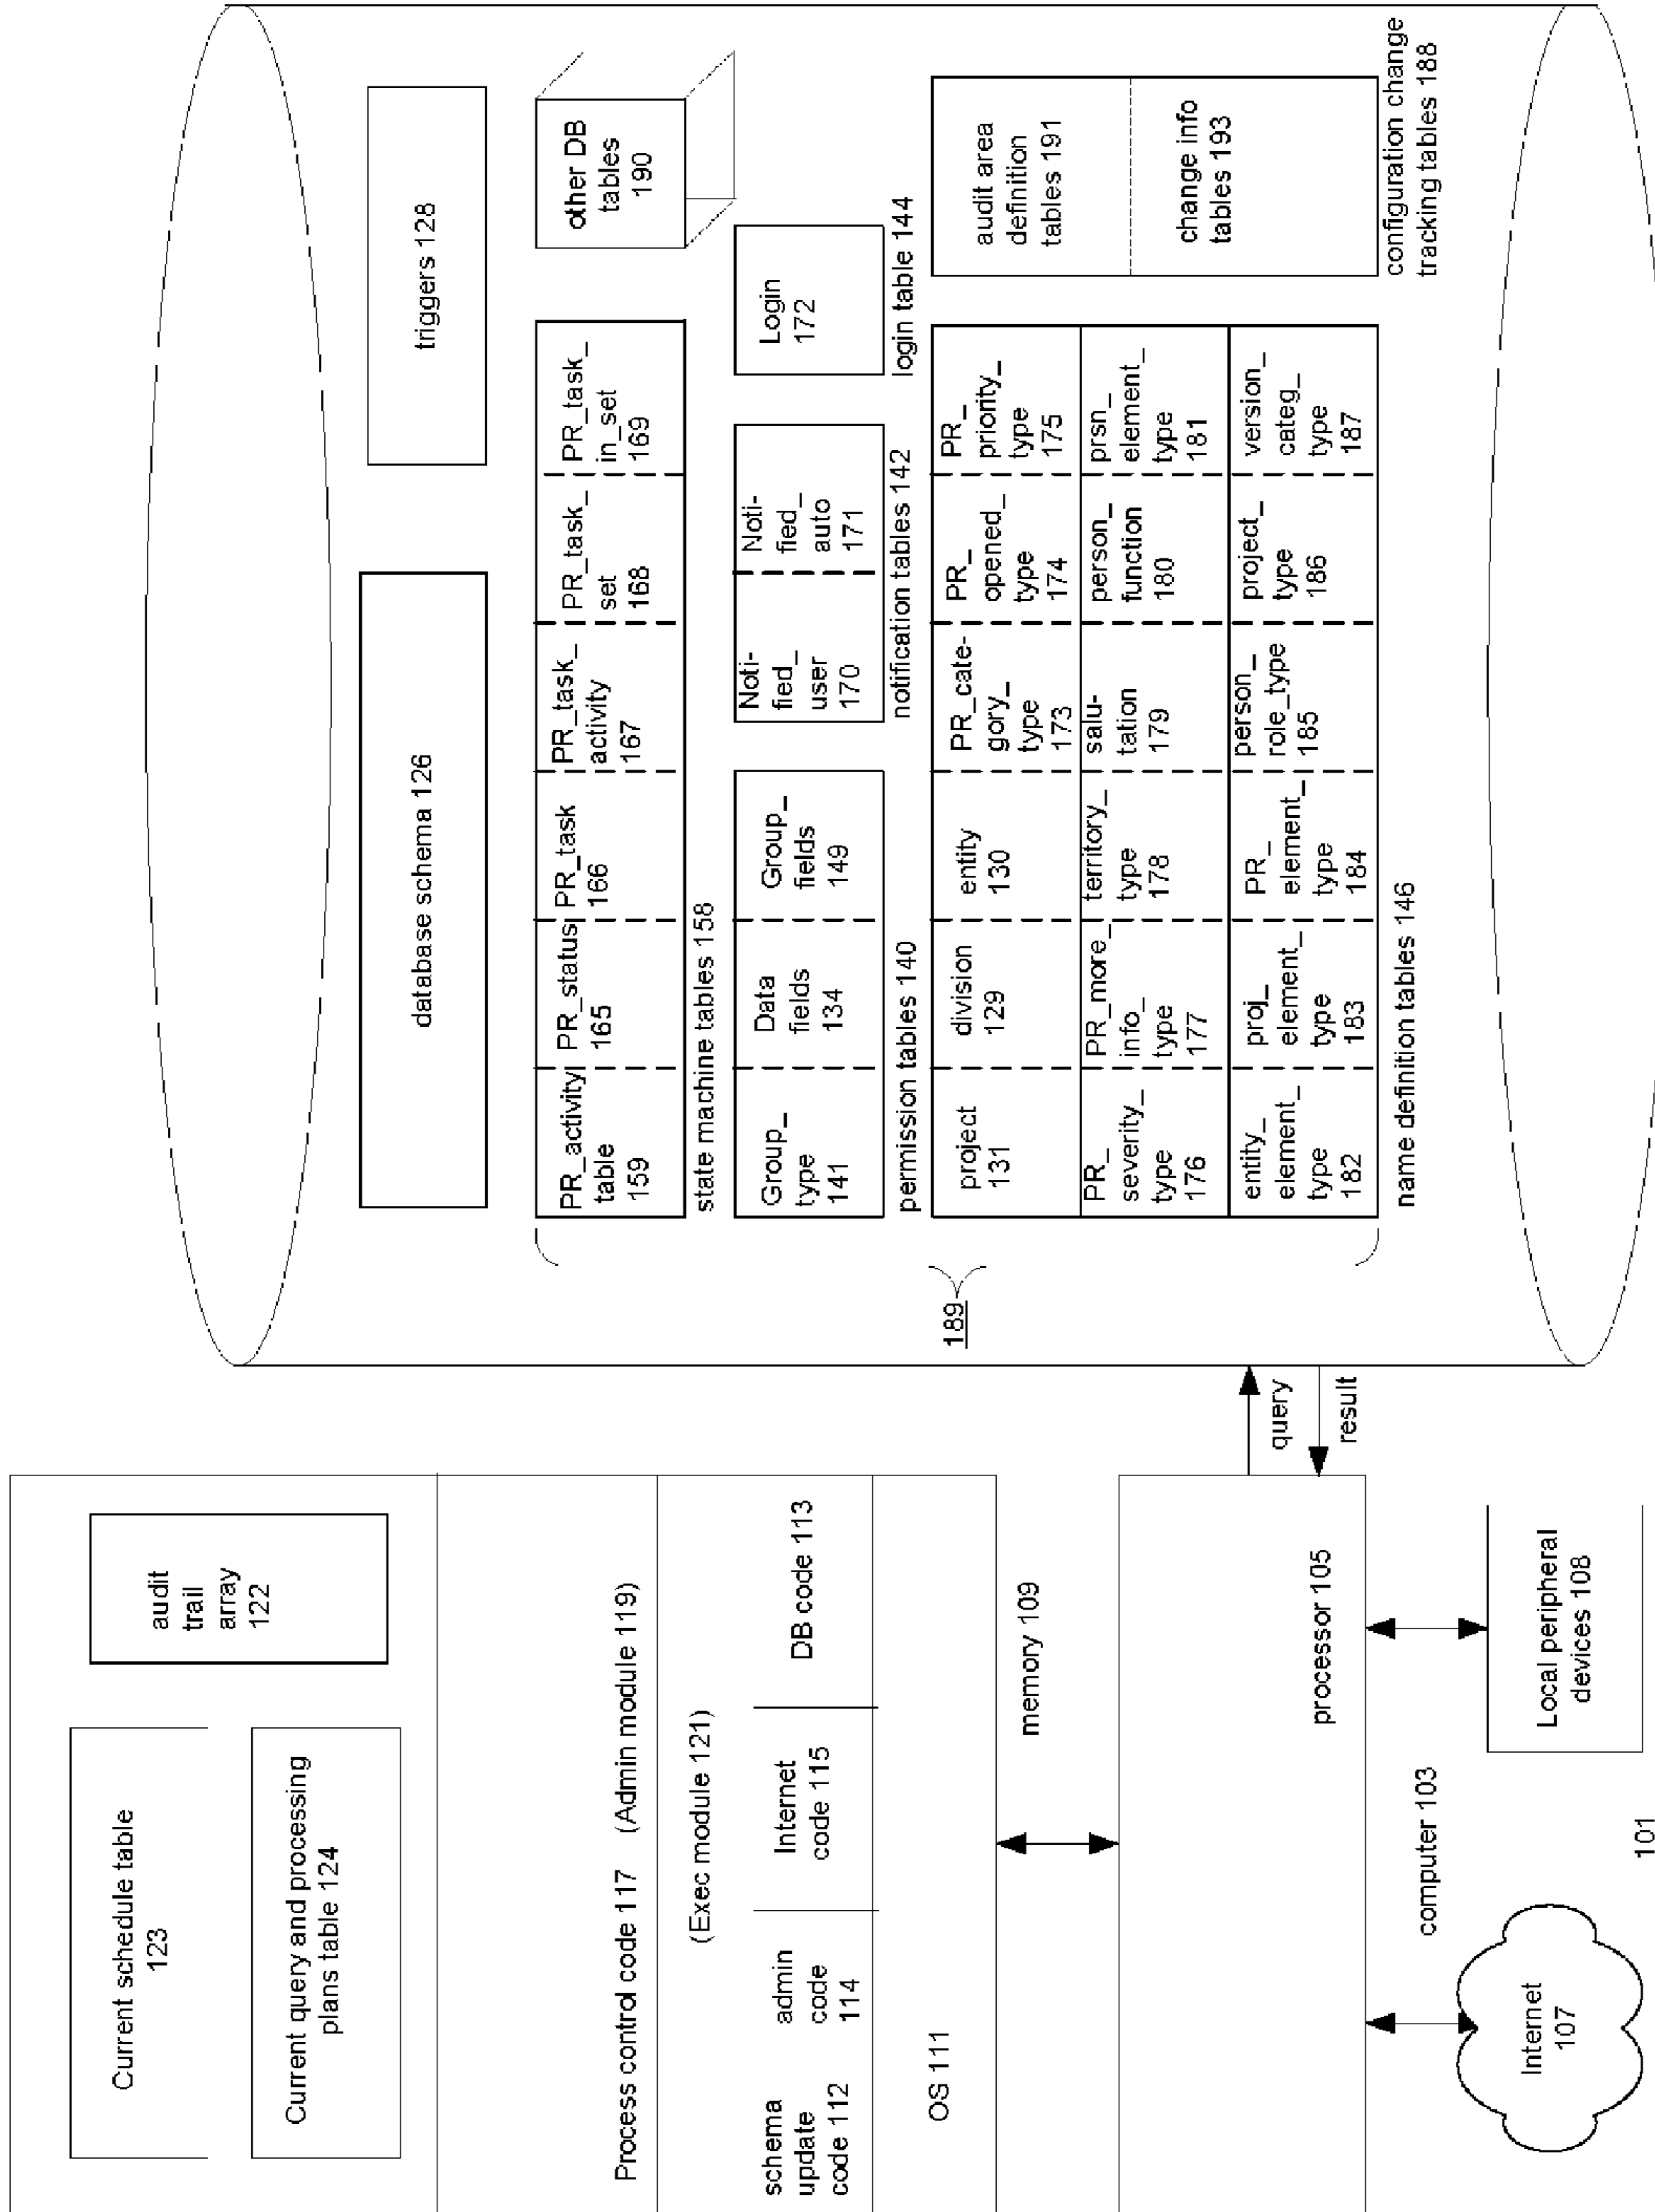 Current schedule table
123
Current query and processing
plans table 124
audit
trail
array
122
Process control code 117 (Admin module 119)
(Exec module 121)
schema
update
code 112
admin
code
114
Internet
code 115
DB code 113
OS 111
memory 109
processor 105
computer 103
Internet
107
Local peripheral
devices 108
101
query
result
database schema 126
triggers 128
PR_activity
table
159
PR_status
165
PR_task
166
PR_task_
activity
167
PR_task_
set
168
PR_task_
in_set
169
state machine tables 158
other DB
tables
190
Group_
type
141
Data
fields
134
Group_
fields
149
permission tables 140
Noti-
fied_
user
170
Noti-
fied_
auto
171
notification tables 142
Login
172
login table 144
189
project
131
division
129
entity
130
PR_cate-
gory_
type
173
PR_
opened_
type
174
PR_
priority_
type
175
PR_
severity_
type
176
PR_more_
info_
type
177
territory_
type
178
salu-
tation
179
person_
function
180
prsn_
element_
type
181
entity_
element_
type
182
proj_
element_
type
183
PR_
element_
type
184
person_
role_type
185
project_
type
186
version_
categ_
type
187
name definition tables 146
audit area
definition
tables 191
change info
tables 193
configuration change
tracking tables 188